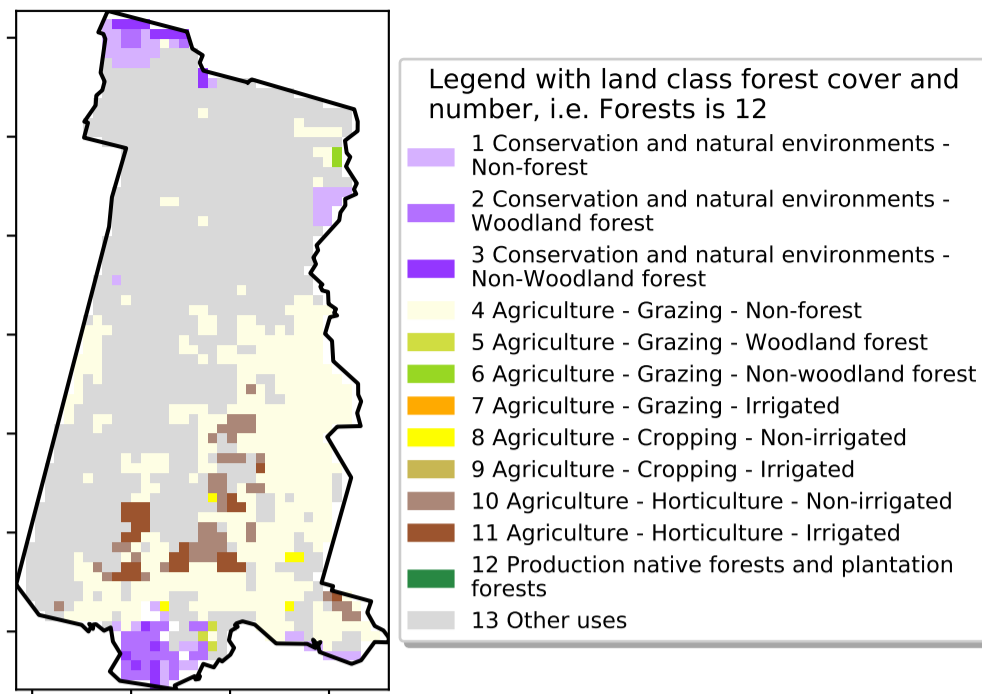 Legend with land class forest cover and
number, i.e. Forests is 12
1 Conservation and natural environments -
Non-forest
2 Conservation and natural environments -
Woodland forest
3 Conservation and natural environments -
Non-Woodland forest
4 Agriculture - Grazing - Non-forest
5 Agriculture - Grazing - Woodland forest
6 Agriculture - Grazing - Non-woodland forest
7 Agriculture - Grazing - Irrigated
8 Agriculture - Cropping - Non-irrigated
9 Agriculture - Cropping - Irrigated
10 Agriculture - Horticulture - Non-irrigated
11 Agriculture - Horticulture - Irrigated
12 Production native forests and plantation
forests
13 Other uses